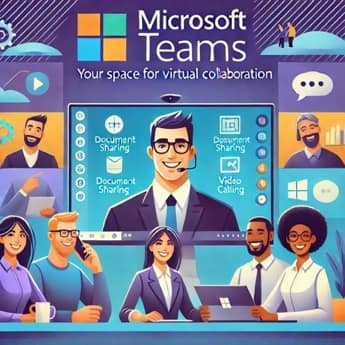 Microsoft
Teams
Your space for virtual collaboration
Document
Sharing
Document
Sharing
Document
Sharing
Video
Calling